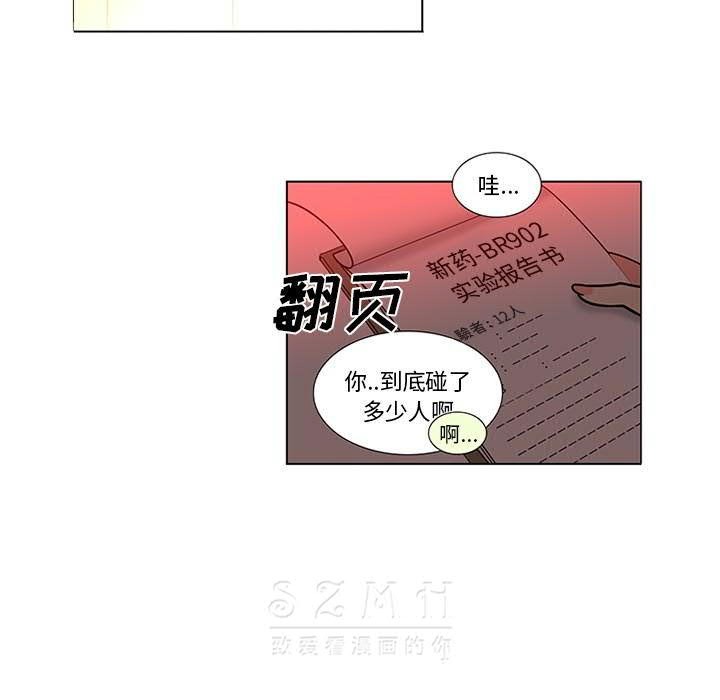 哇...
新药-BR902
实验报告书
翻页
驗者：12人
你..到底碰了
多少人啊
啊...
SZMH
致爱看漫画的你